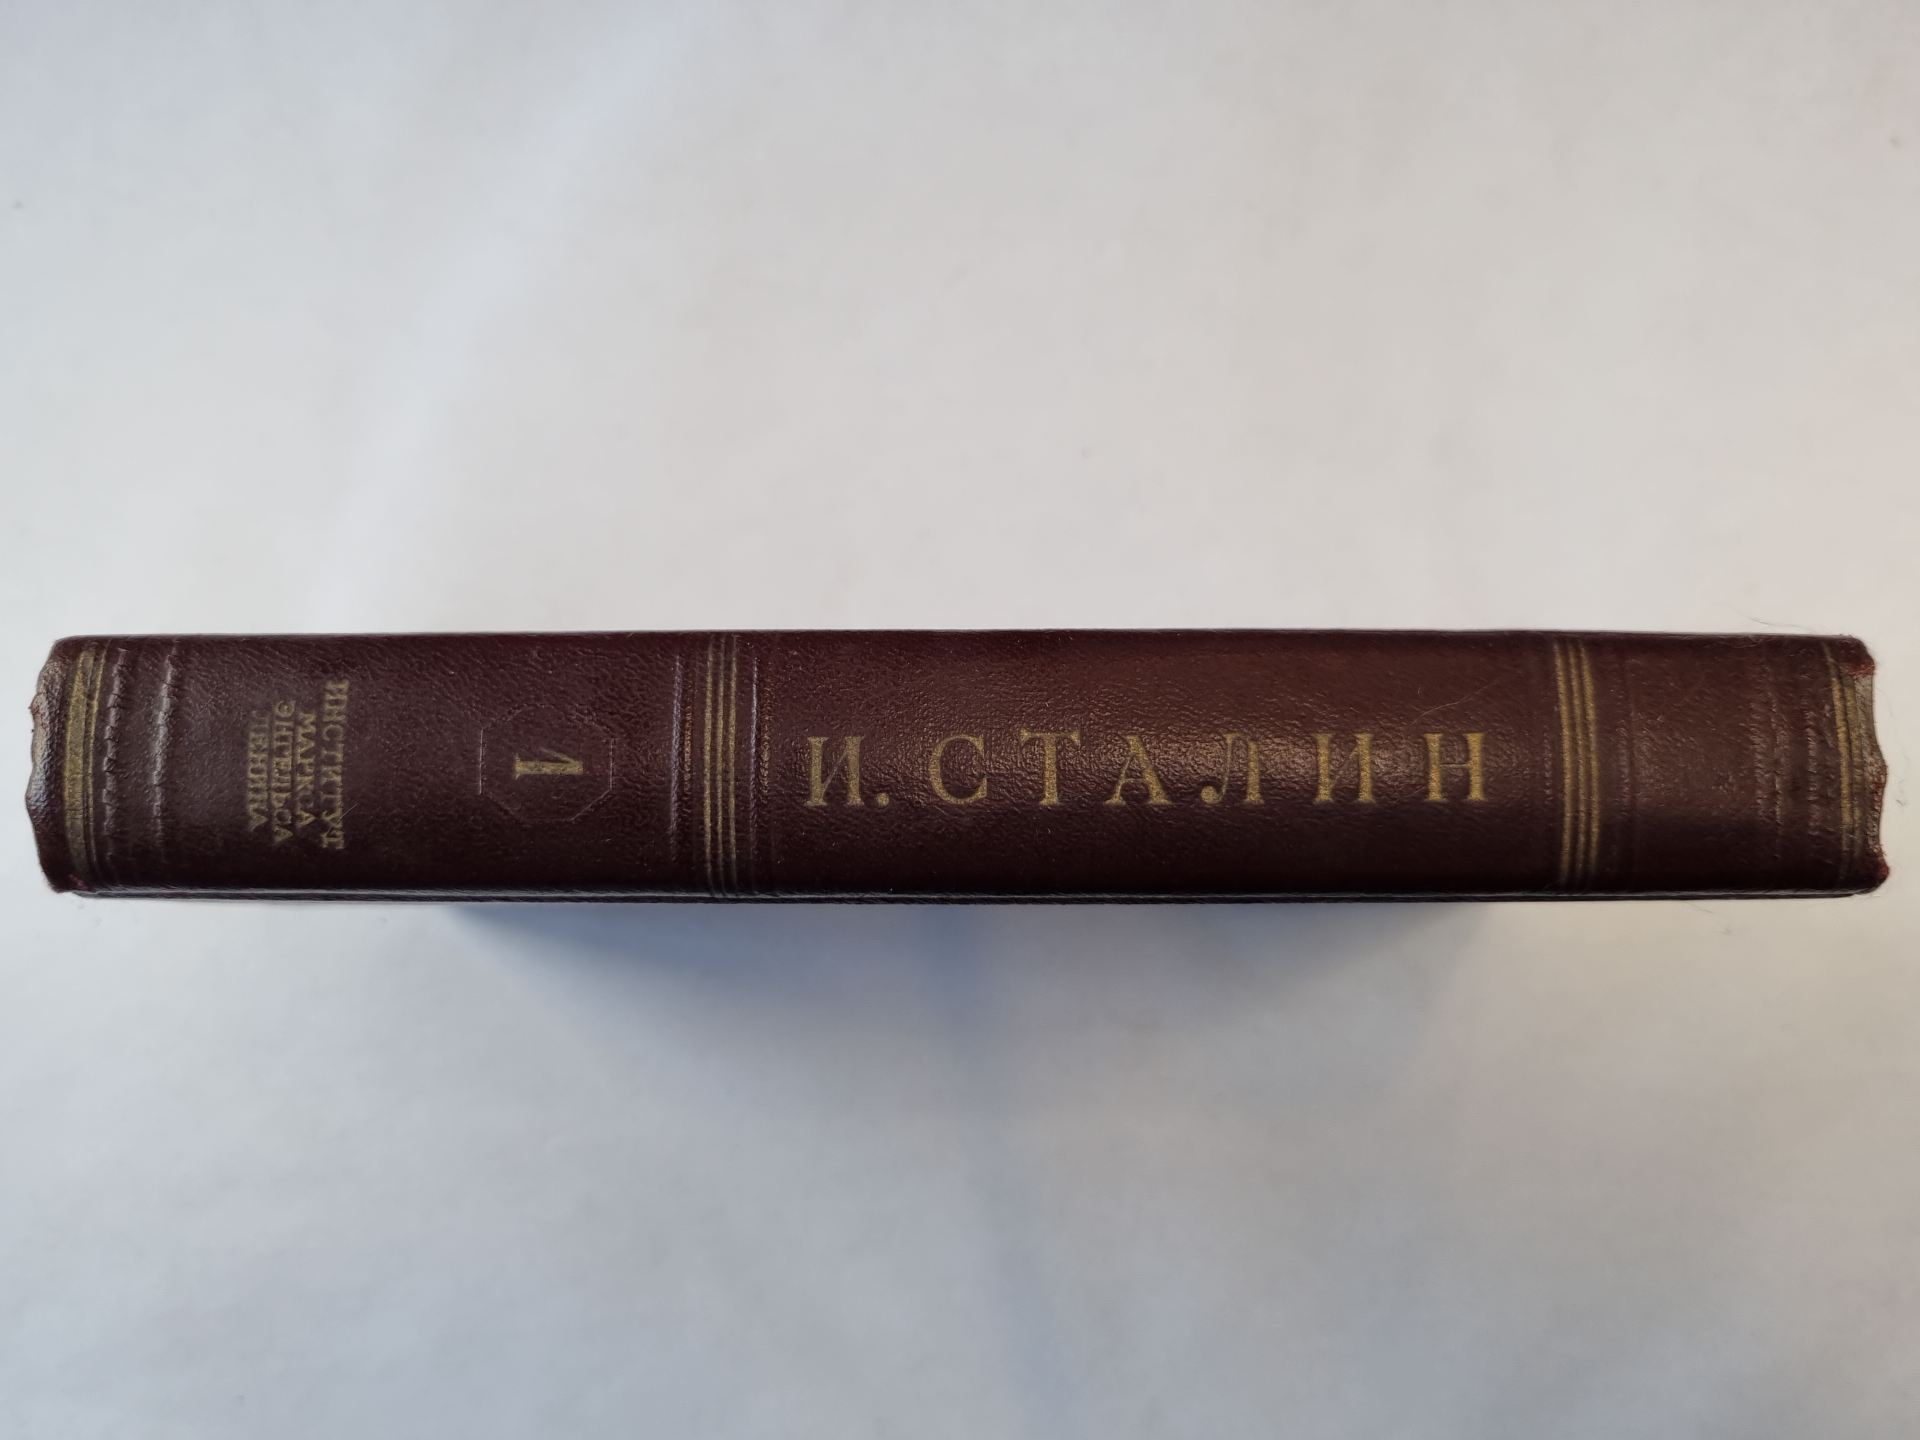 И. СТАЛИН
1
ИНСТИТУТ
МАРКСА
ЭНГЕЛЬСА
ЛЕНИНА